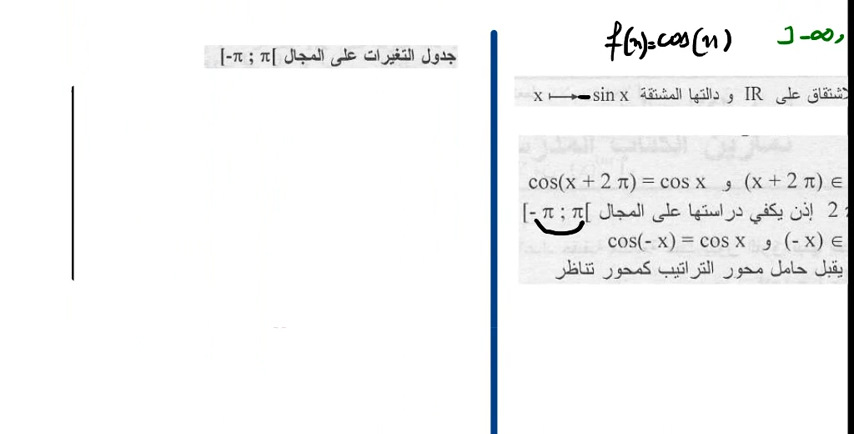 f(x)=cos(x) ]-∞,
لاشتقاق على IR و دالتها المشتقة x ⟼ - sin x
∈ (x + 2 π) و cos(x + 2 π) = cos x
2 إذن يكفي دراستها على المجال [- π ; π[
∈ (- x) و cos(- x) = cos x
يقبل حامل محور التراتيب كمحور تناظر
جدول التغيرات على المجال [-π ; π[